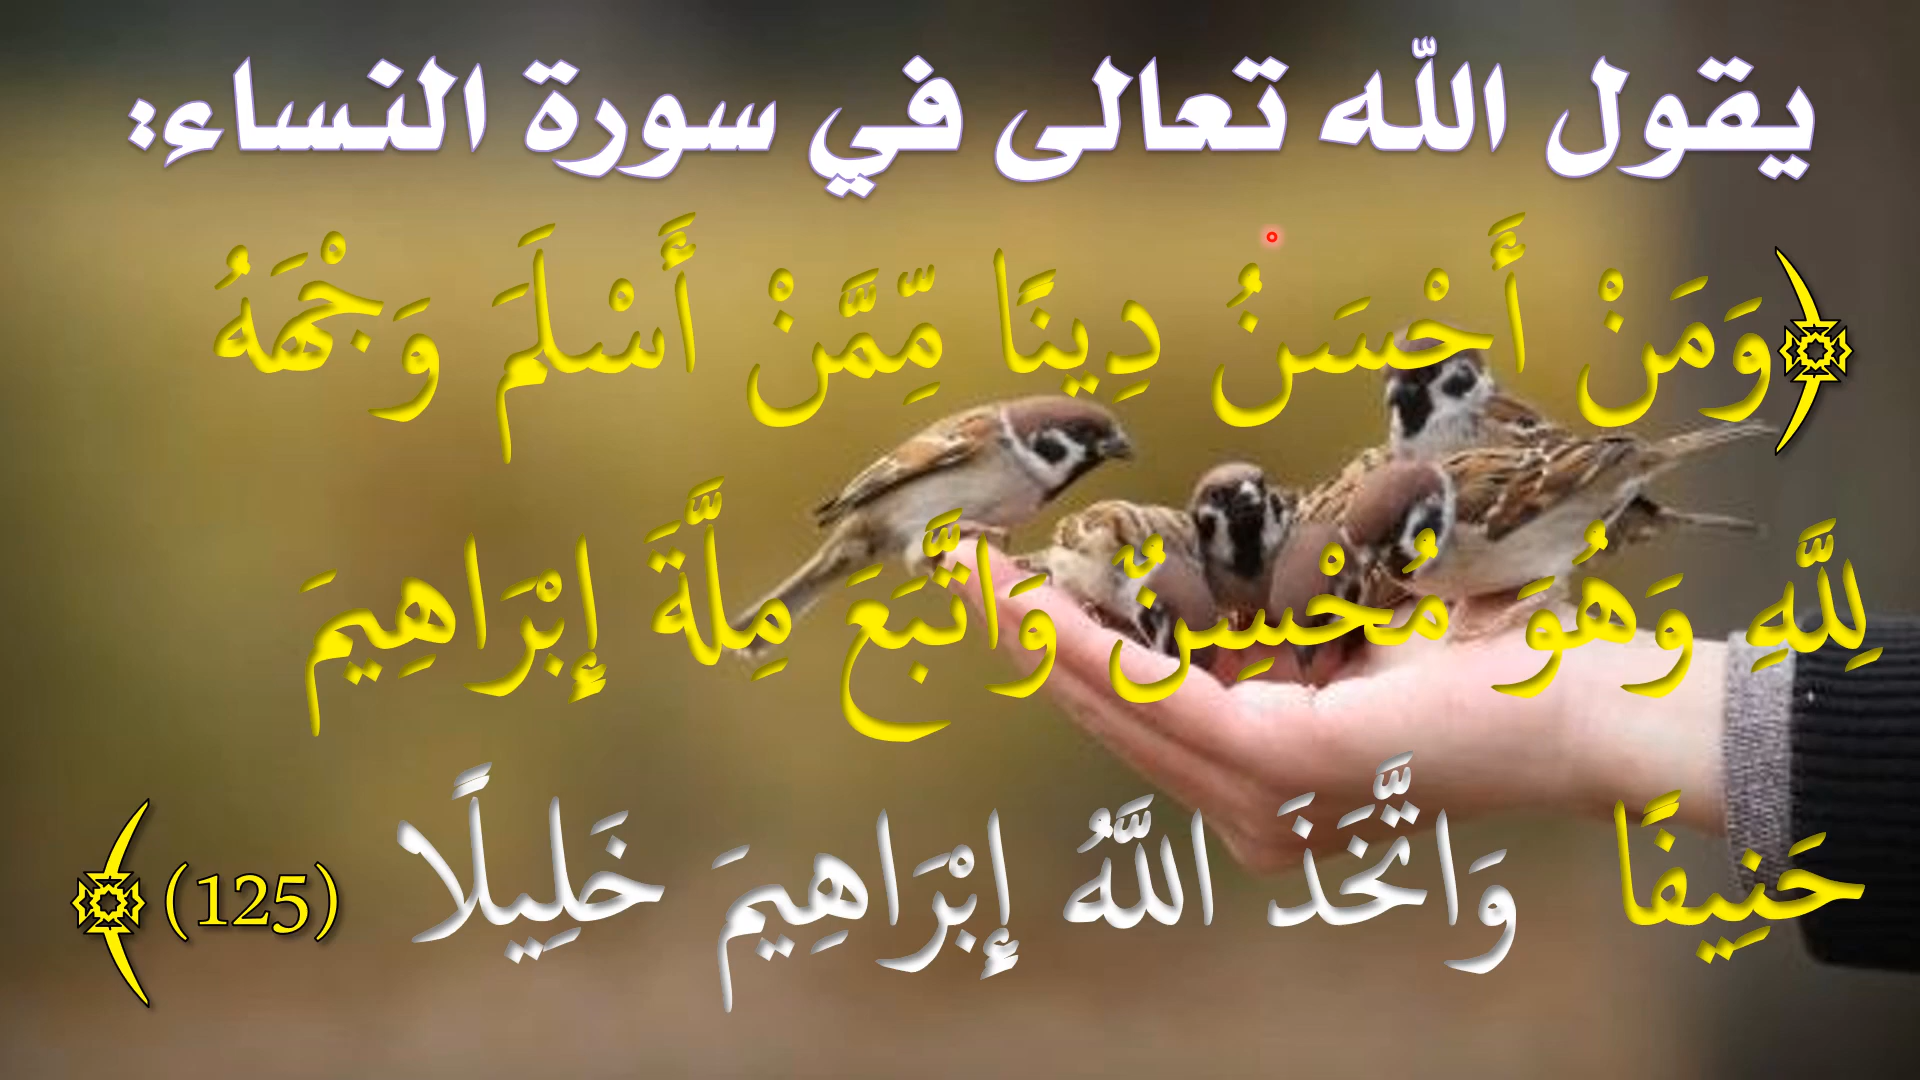 يقول الله تعالى في سورة النساء:
﴿وَمَنْ أَحْسَنُ دِينًا مِّمَّنْ أَسْلَمَ وَجْهَهُ
لِلَّهِ وَهُوَ مُحْسِنٌ وَاتَّبَعَ مِلَّةَ إِبْرَاهِيمَ
حَنِيفًا وَاتَّخَذَ اللَّهُ إِبْرَاهِيمَ خَلِيلًا (125)﴾